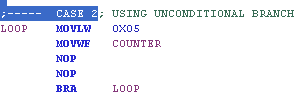 ;----- CASE 2; USING UNCONDITIONAL BRANCH
LOOP MOVLW 0X05
MOVWF COUNTER
NOP
NOP
BRA LOOP